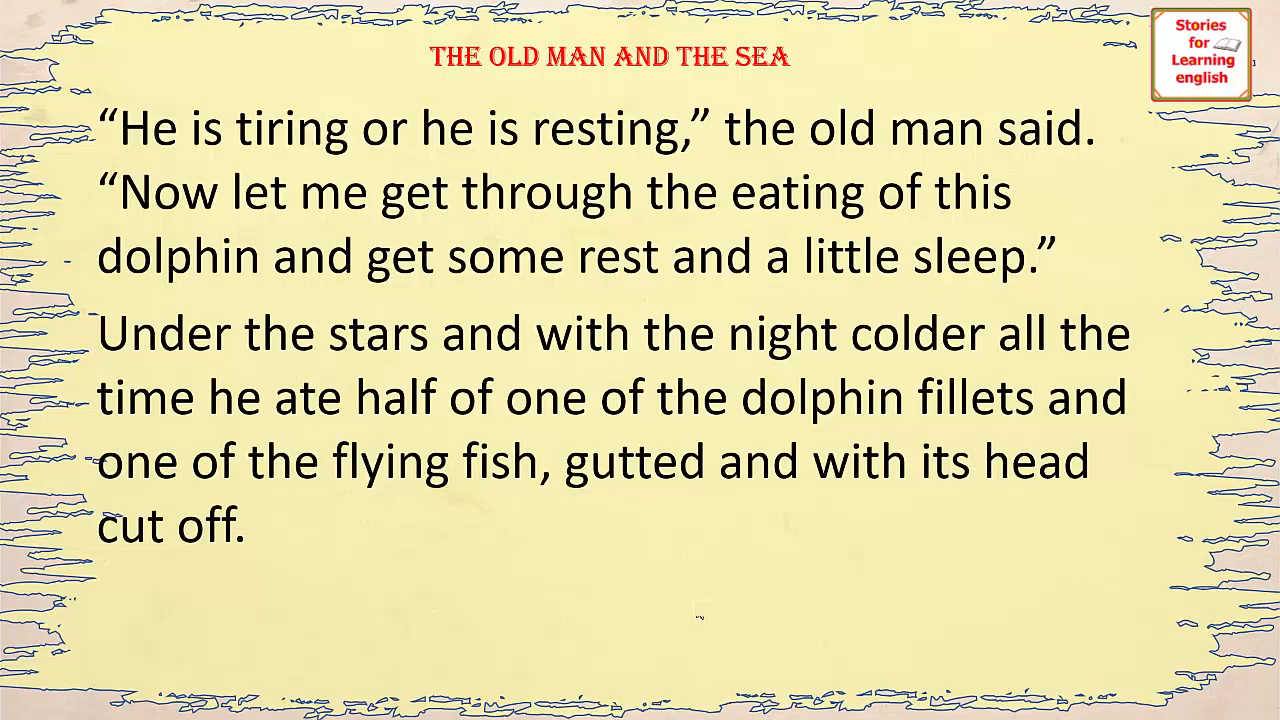 THE OLD MAN AND THE SEA
Stories
for
Learning
english
“He is tiring or he is resting,” the old man said.
“Now let me get through the eating of this
dolphin and get some rest and a little sleep.”
Under the stars and with the night colder all the
time he ate half of one of the dolphin fillets and
one of the flying fish, gutted and with its head
cut off.